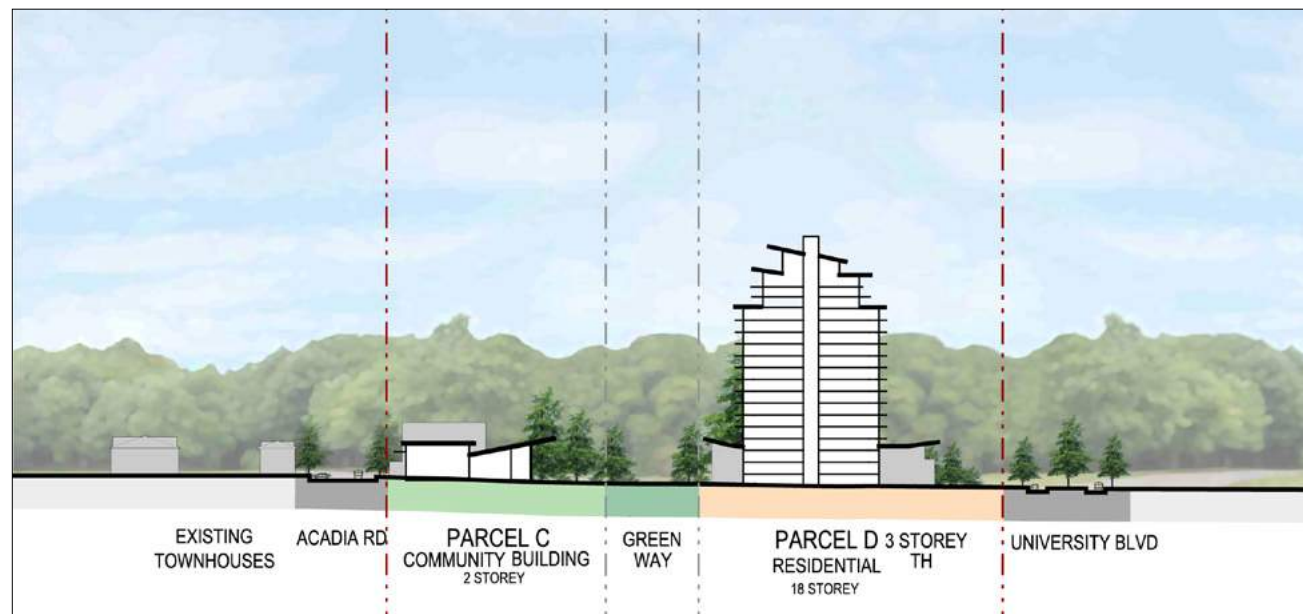 EXISTING
TOWNHOUSES
ACADIA RD
PARCEL C
COMMUNITY BUILDING
2 STOREY
GREEN
WAY
PARCEL D
RESIDENTIAL
18 STOREY
3 STOREY
TH
UNIVERSITY BLVD